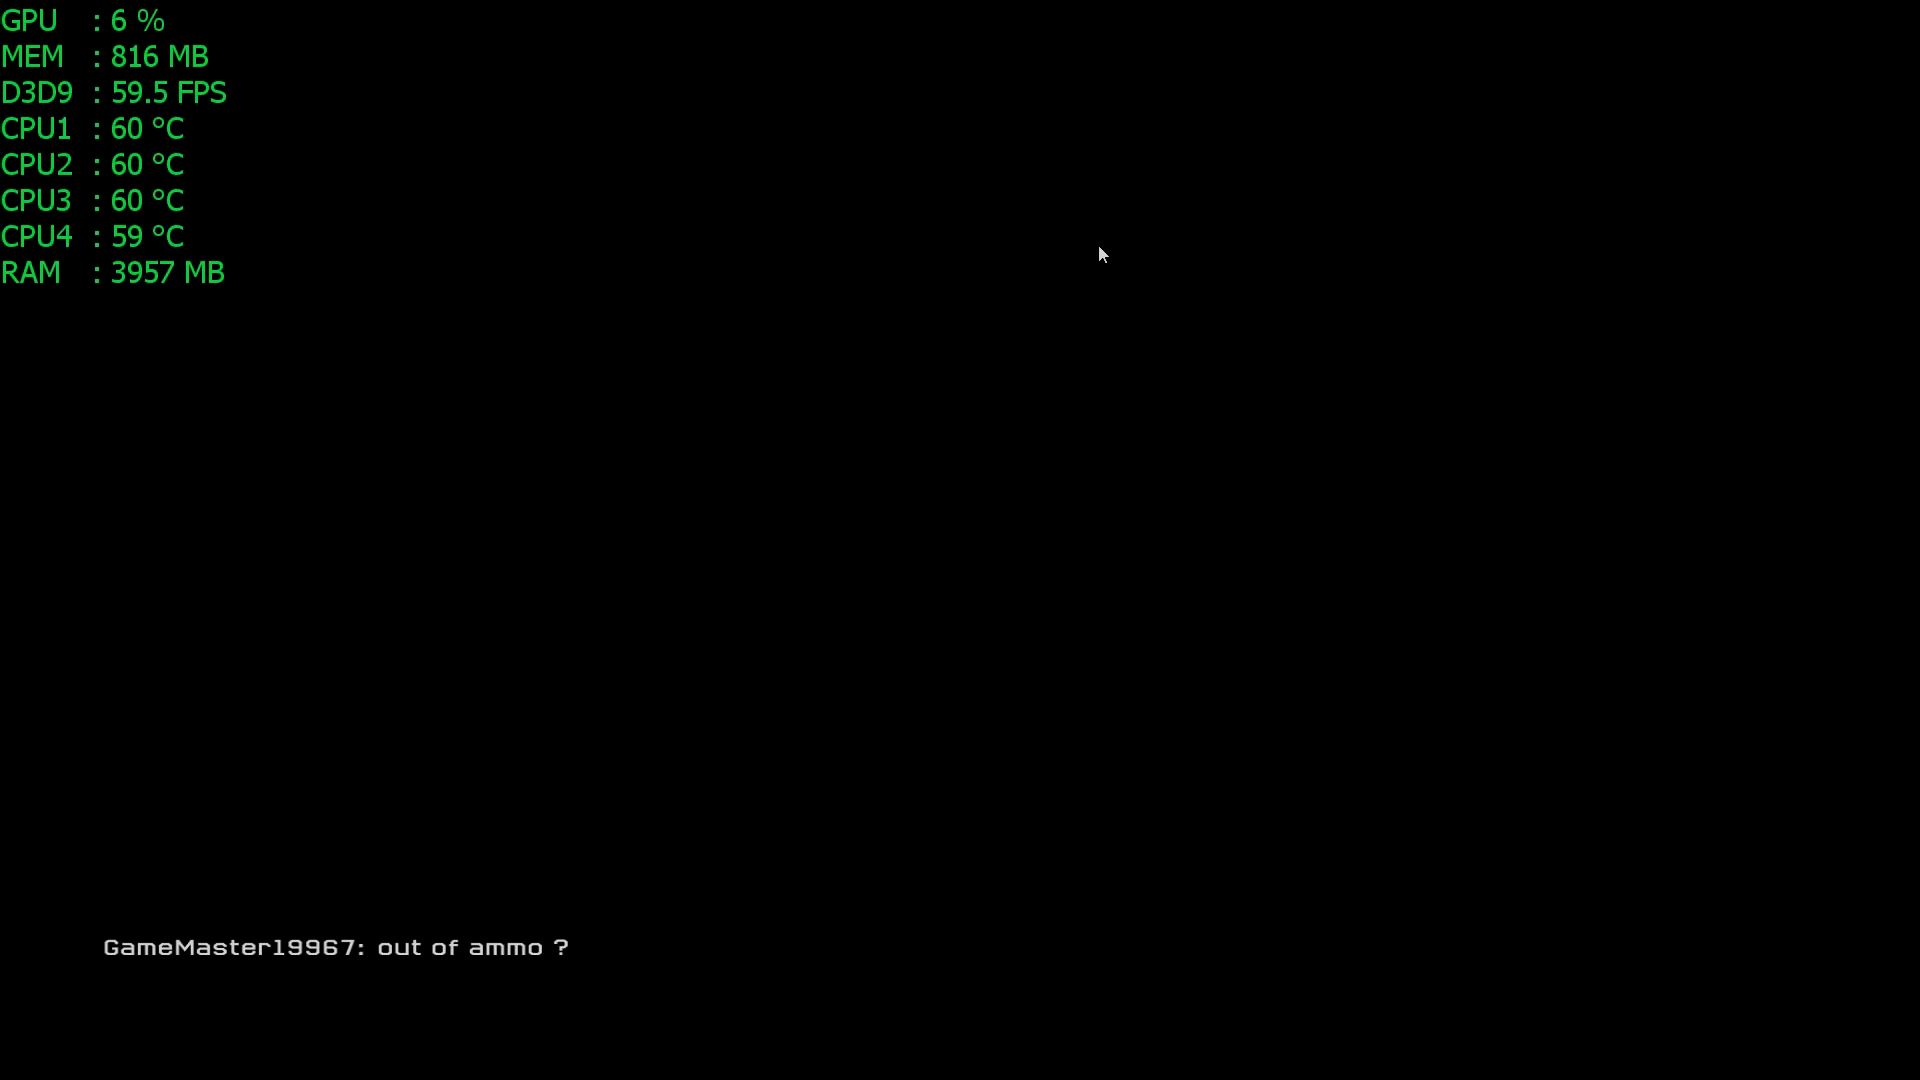 GPU : 6 %
MEM : 816 MB
D3D9 : 59.5 FPS
CPU1 : 60 °C
CPU2 : 60 °C
CPU3 : 60 °C
CPU4 : 59 °C
RAM : 3957 MB
GameMaster19967: out of ammo ?